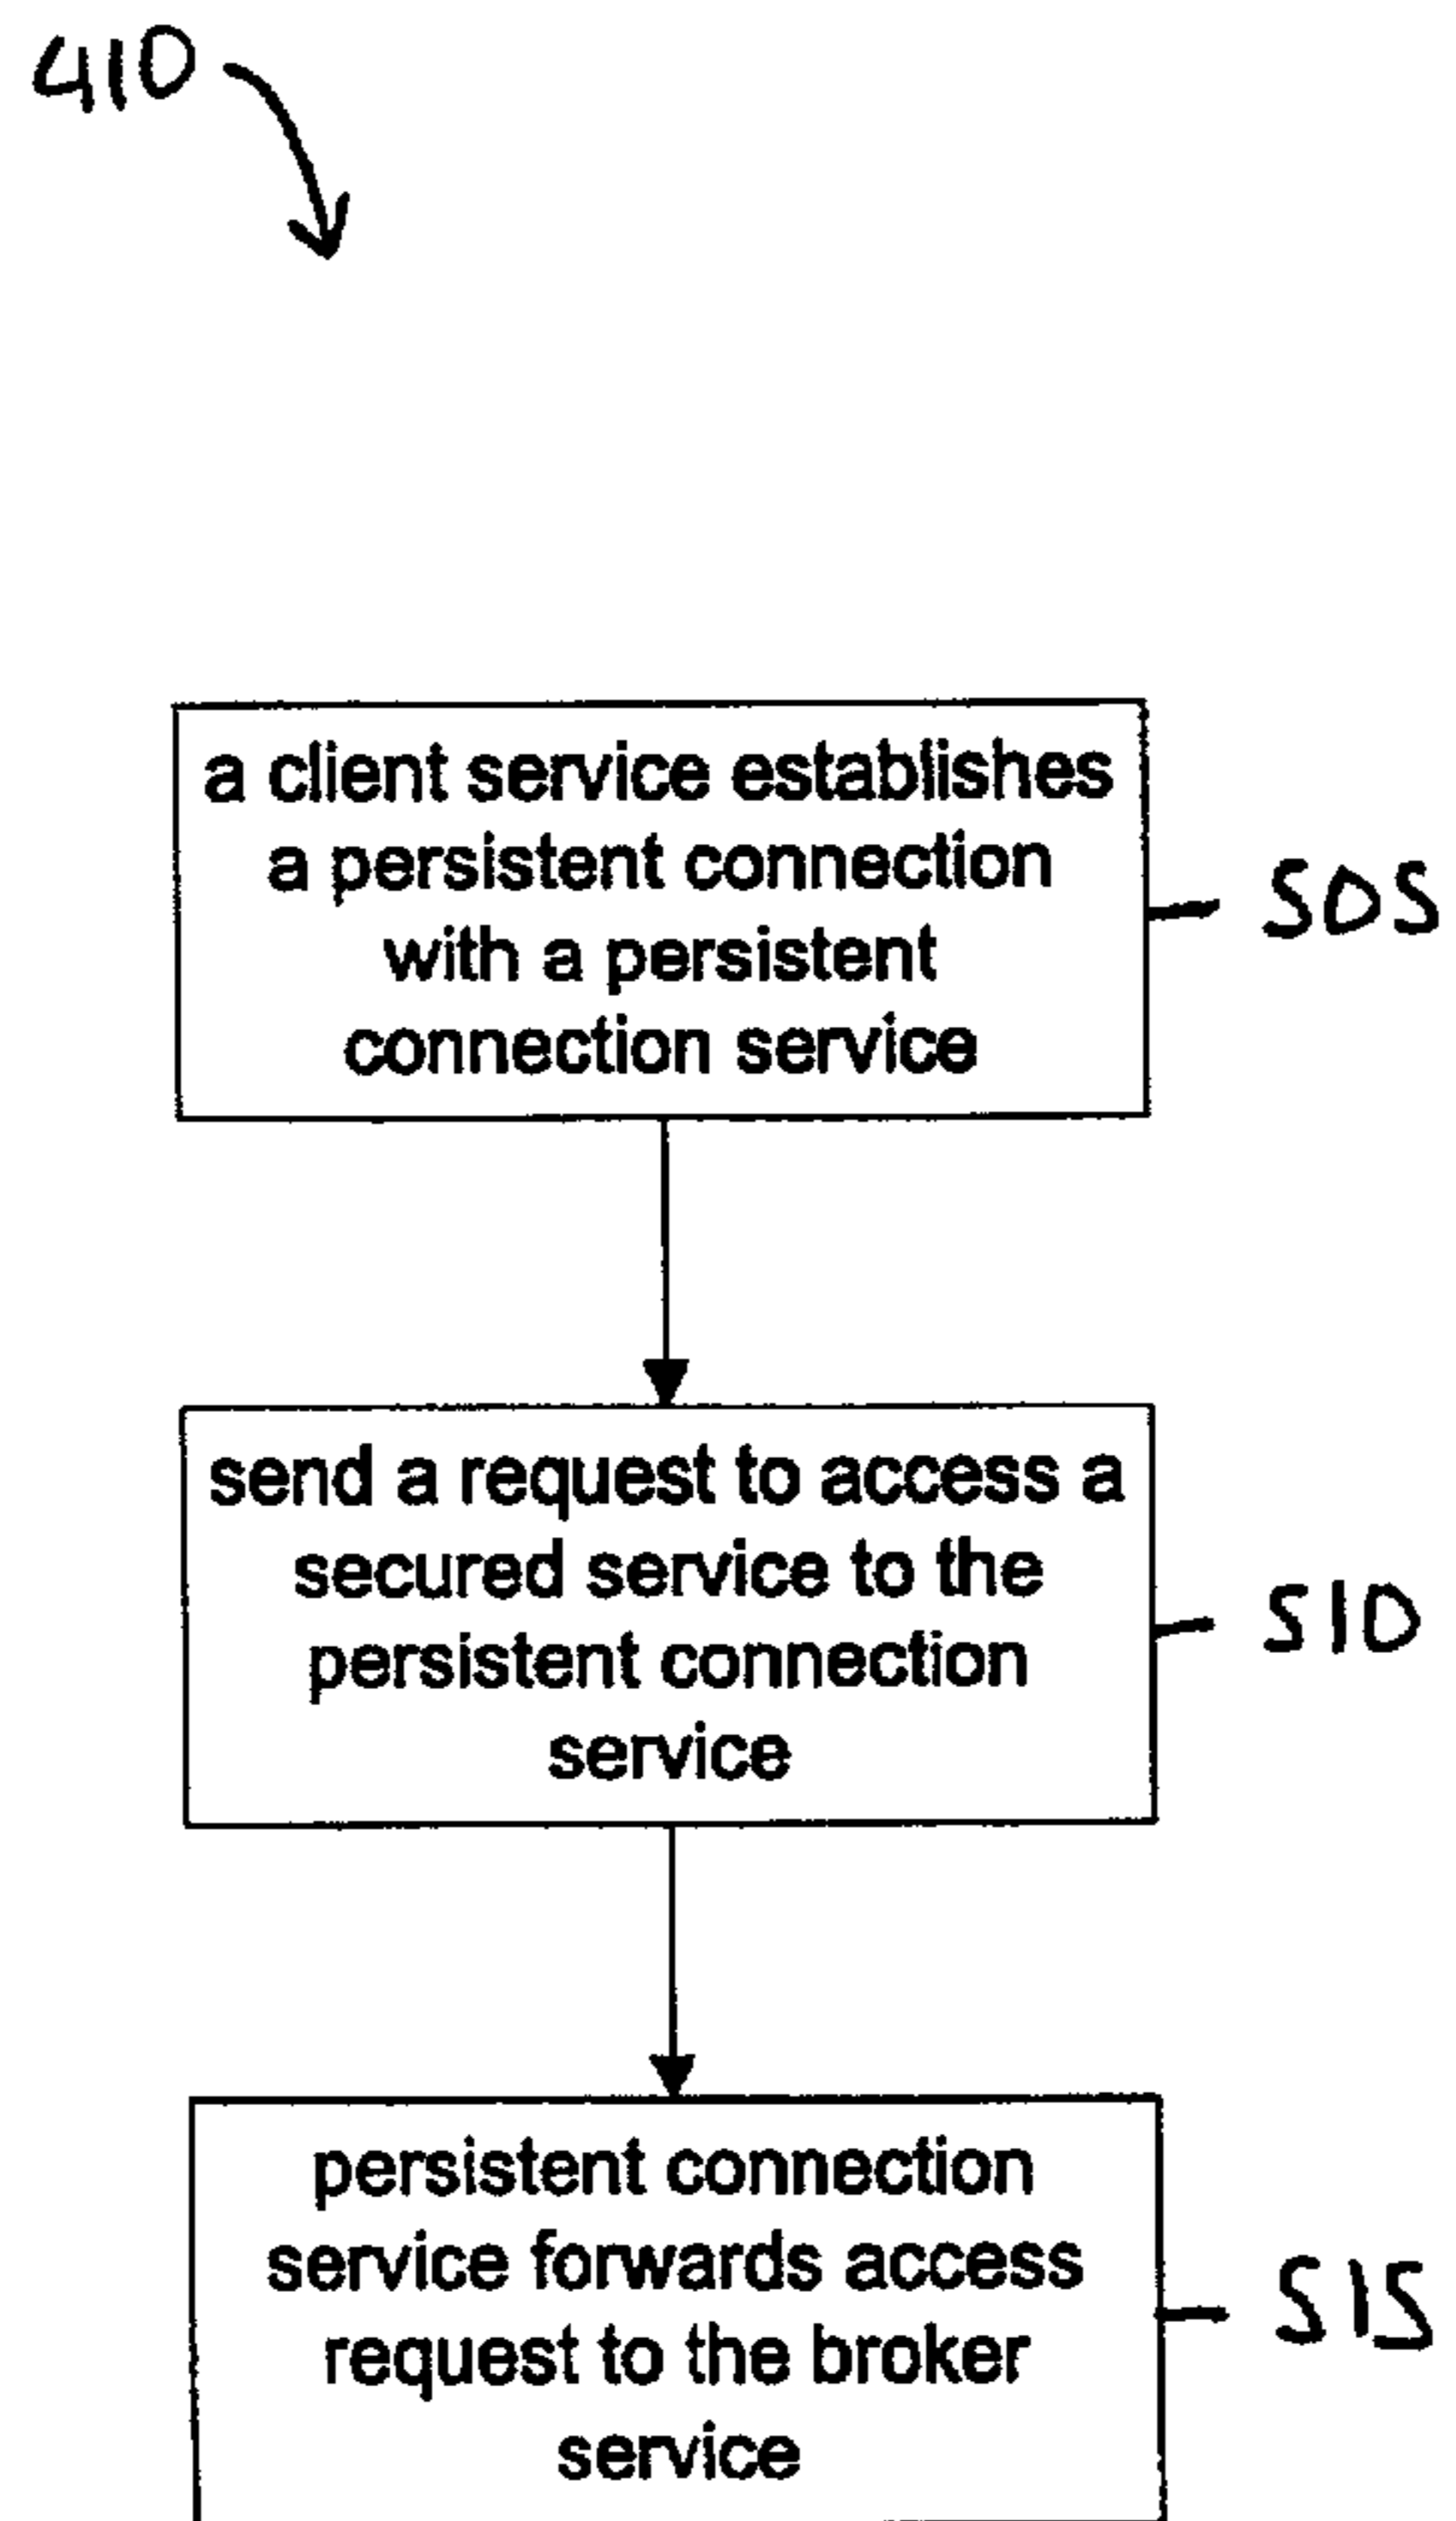 410
a client service establishes
a persistent connection
with a persistent
connection service
505
send a request to access a
secured service to the
persistent connection
service
510
persistent connection
service forwards access
request to the broker
service
515